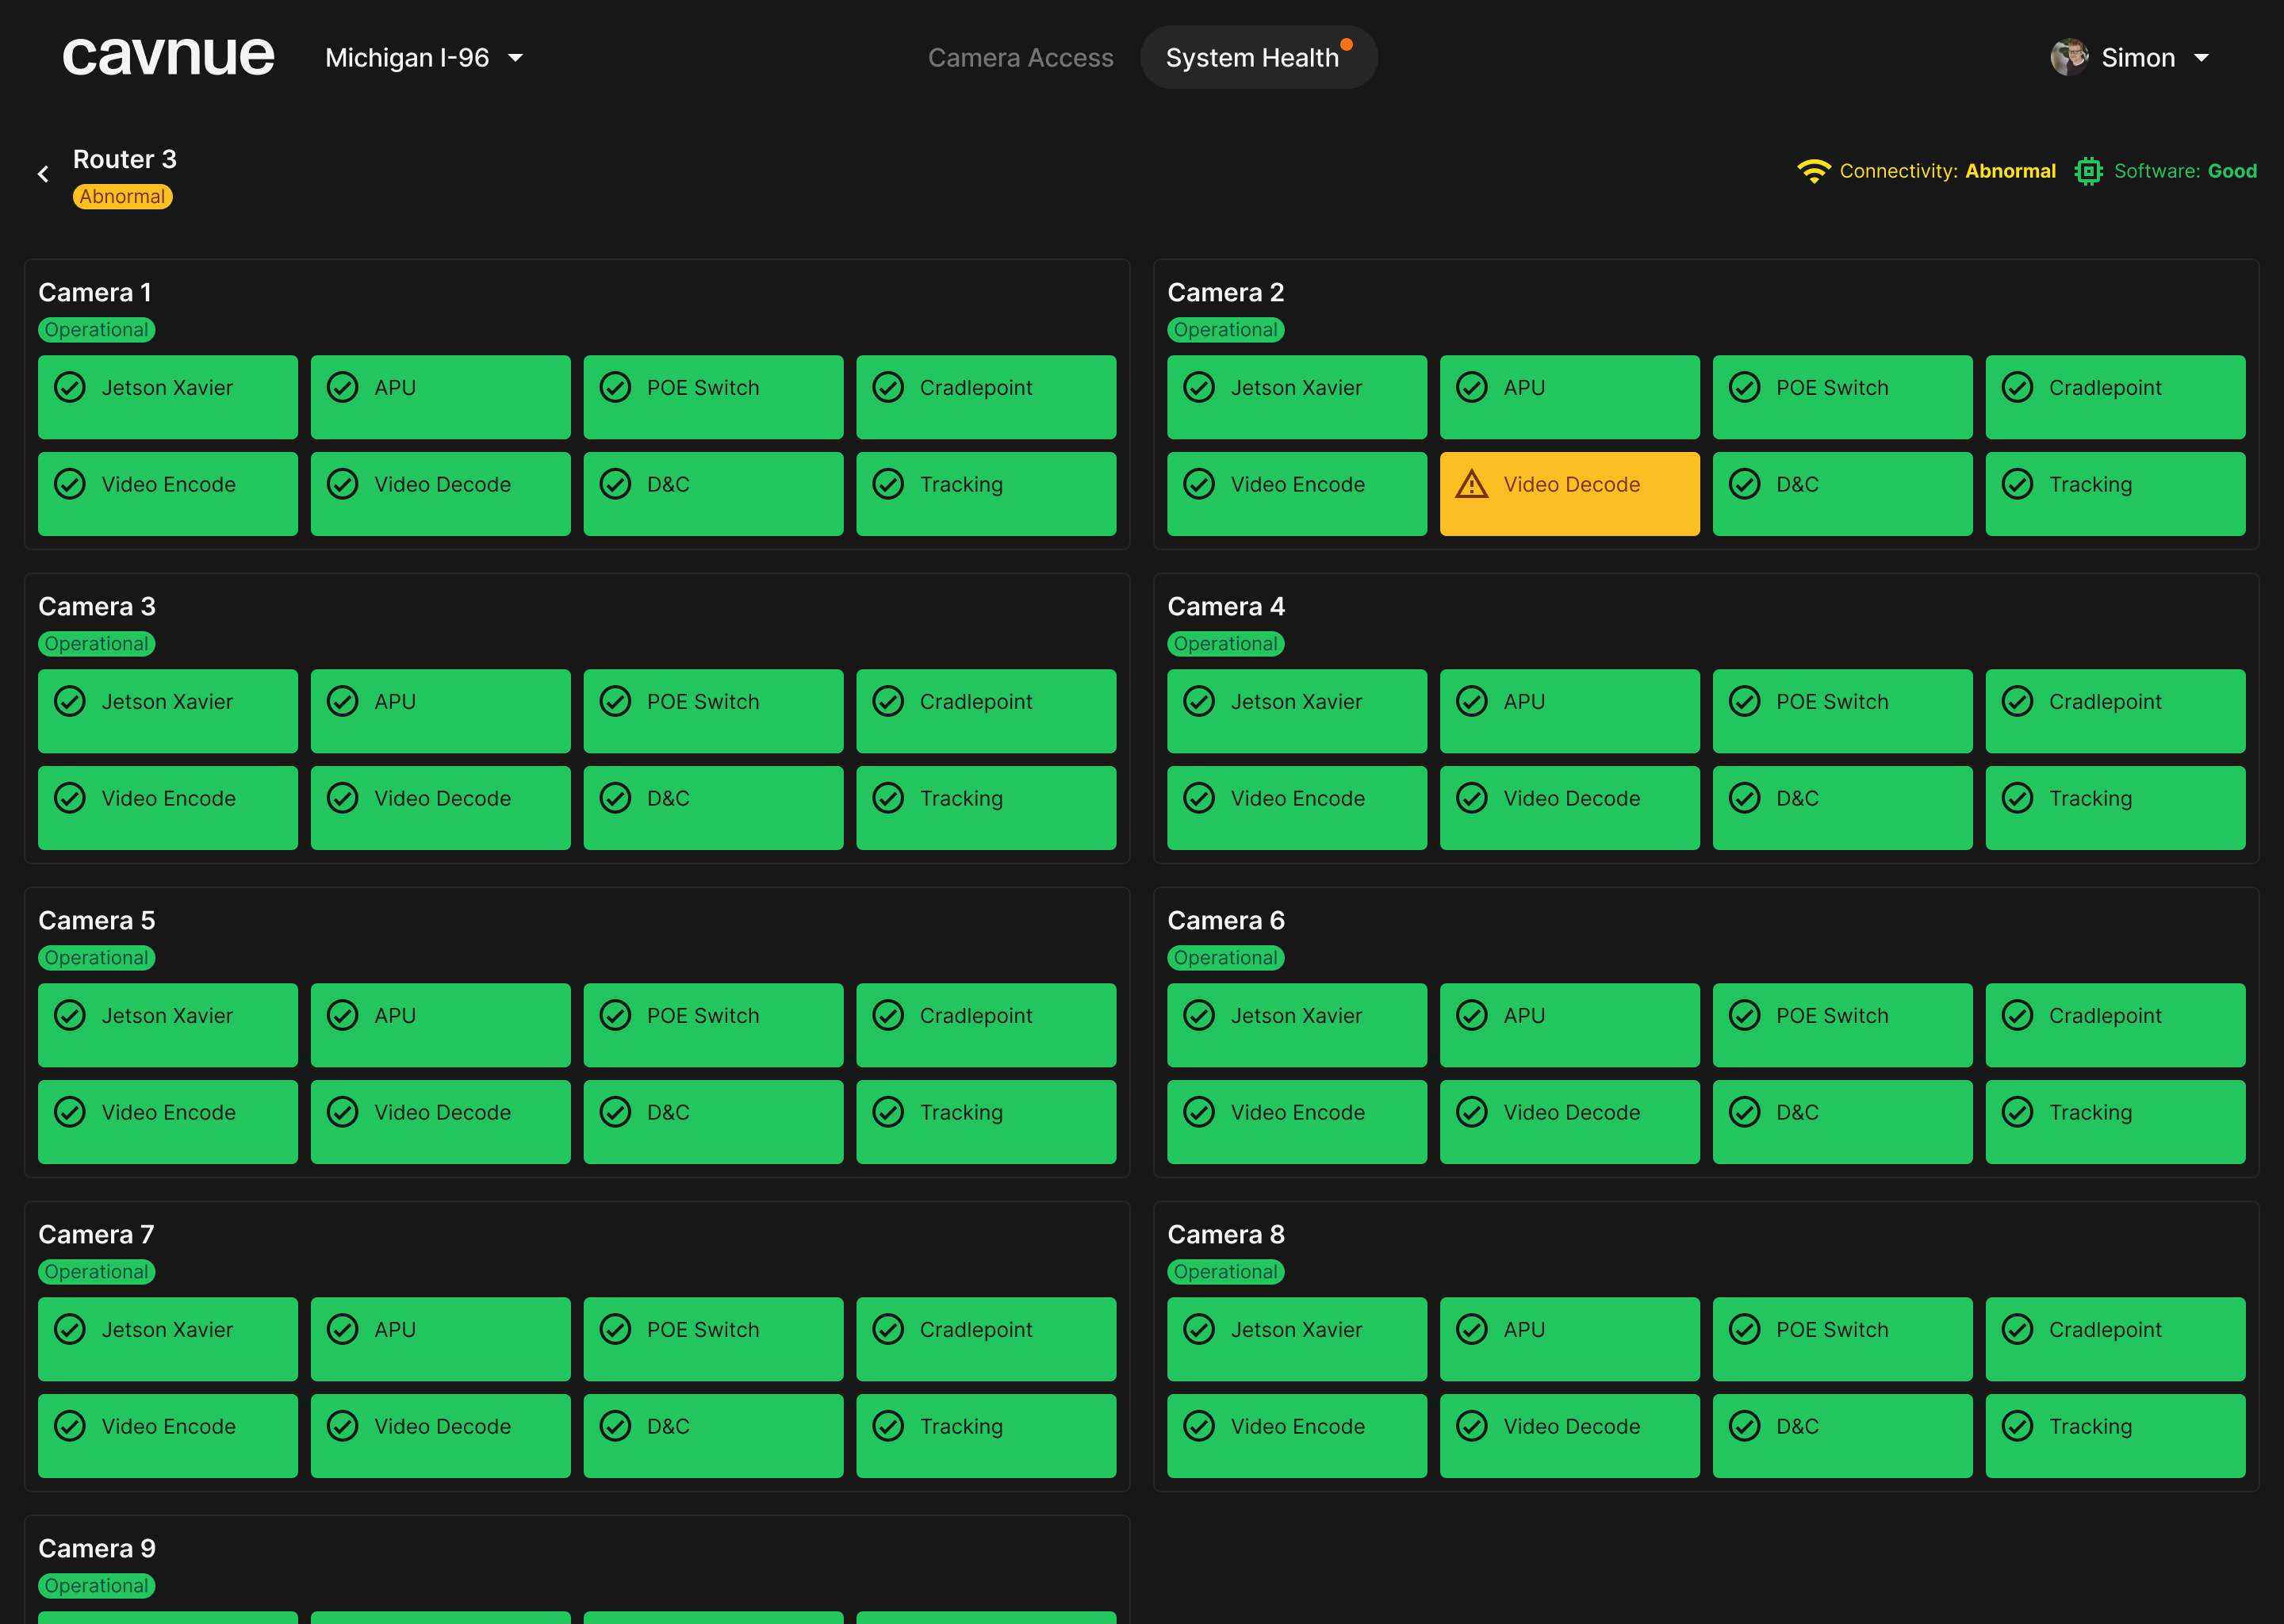 cavnue
Michigan I-96
Camera Access
System Health
Simon
Router 3
Abnormal
Connectivity: Abnormal
Software: Good
Camera 1
Operational
Jetson Xavier
APU
POE Switch
Cradlepoint
Video Encode
Video Decode
D&C
Tracking
Camera 2
Operational
Jetson Xavier
APU
POE Switch
Cradlepoint
Video Encode
Video Decode
D&C
Tracking
Camera 3
Operational
Jetson Xavier
APU
POE Switch
Cradlepoint
Video Encode
Video Decode
D&C
Tracking
Camera 4
Operational
Jetson Xavier
APU
POE Switch
Cradlepoint
Video Encode
Video Decode
D&C
Tracking
Camera 5
Operational
Jetson Xavier
APU
POE Switch
Cradlepoint
Video Encode
Video Decode
D&C
Tracking
Camera 6
Operational
Jetson Xavier
APU
POE Switch
Cradlepoint
Video Encode
Video Decode
D&C
Tracking
Camera 7
Operational
Jetson Xavier
APU
POE Switch
Cradlepoint
Video Encode
Video Decode
D&C
Tracking
Camera 8
Operational
Jetson Xavier
APU
POE Switch
Cradlepoint
Video Encode
Video Decode
D&C
Tracking
Camera 9
Operational